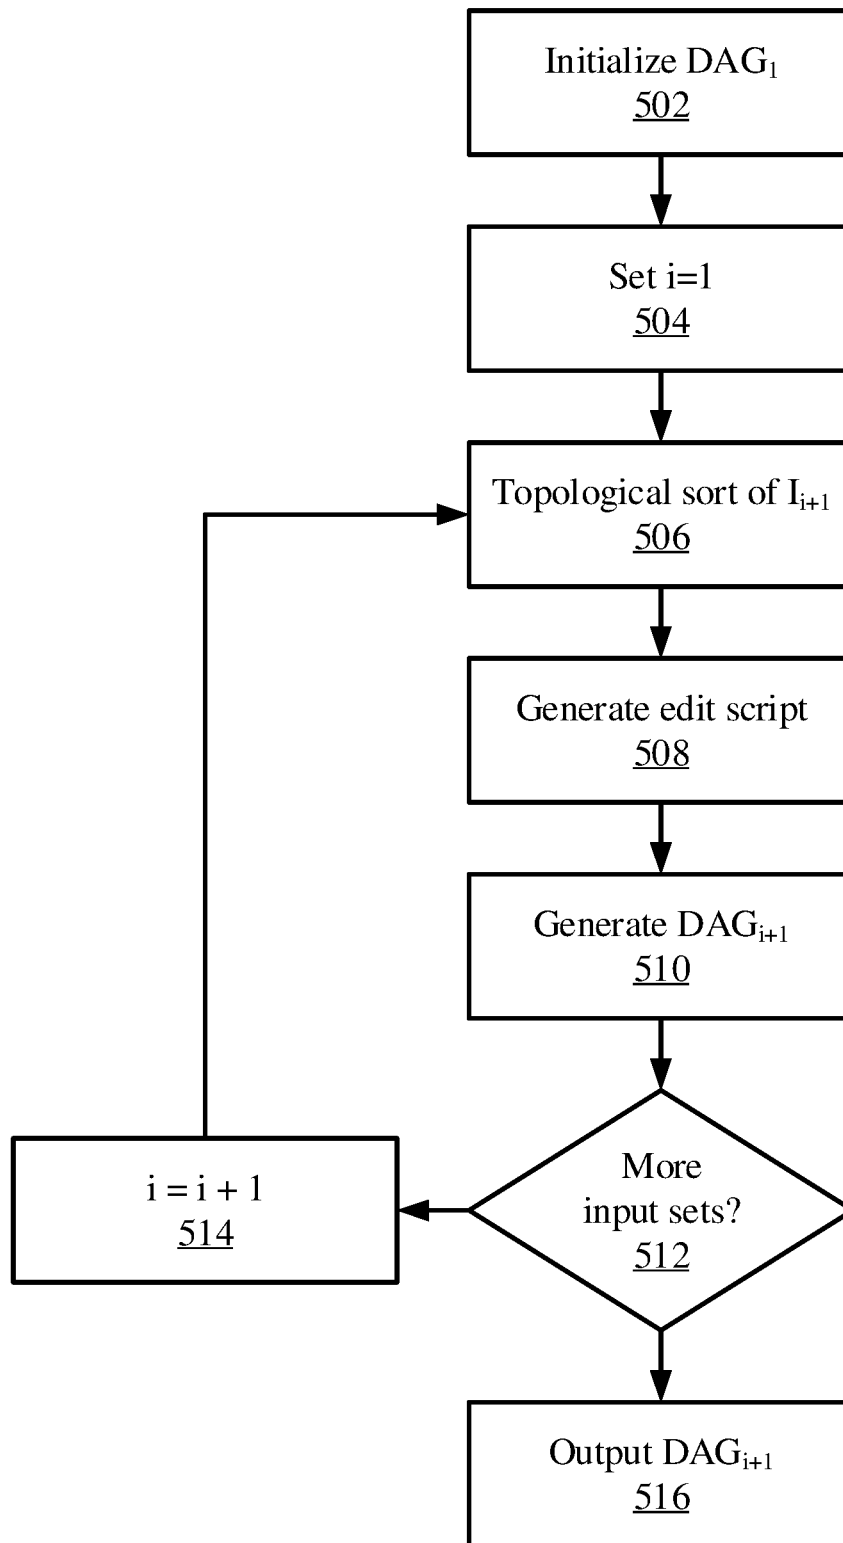 Initialize DAG₁
502
Set i=1
504
Topological sort of Iᵢ₊₁
506
Generate edit script
508
Generate DAGᵢ₊₁
510
More
input sets?
512
i = i + 1
514
Output DAGᵢ₊₁
516